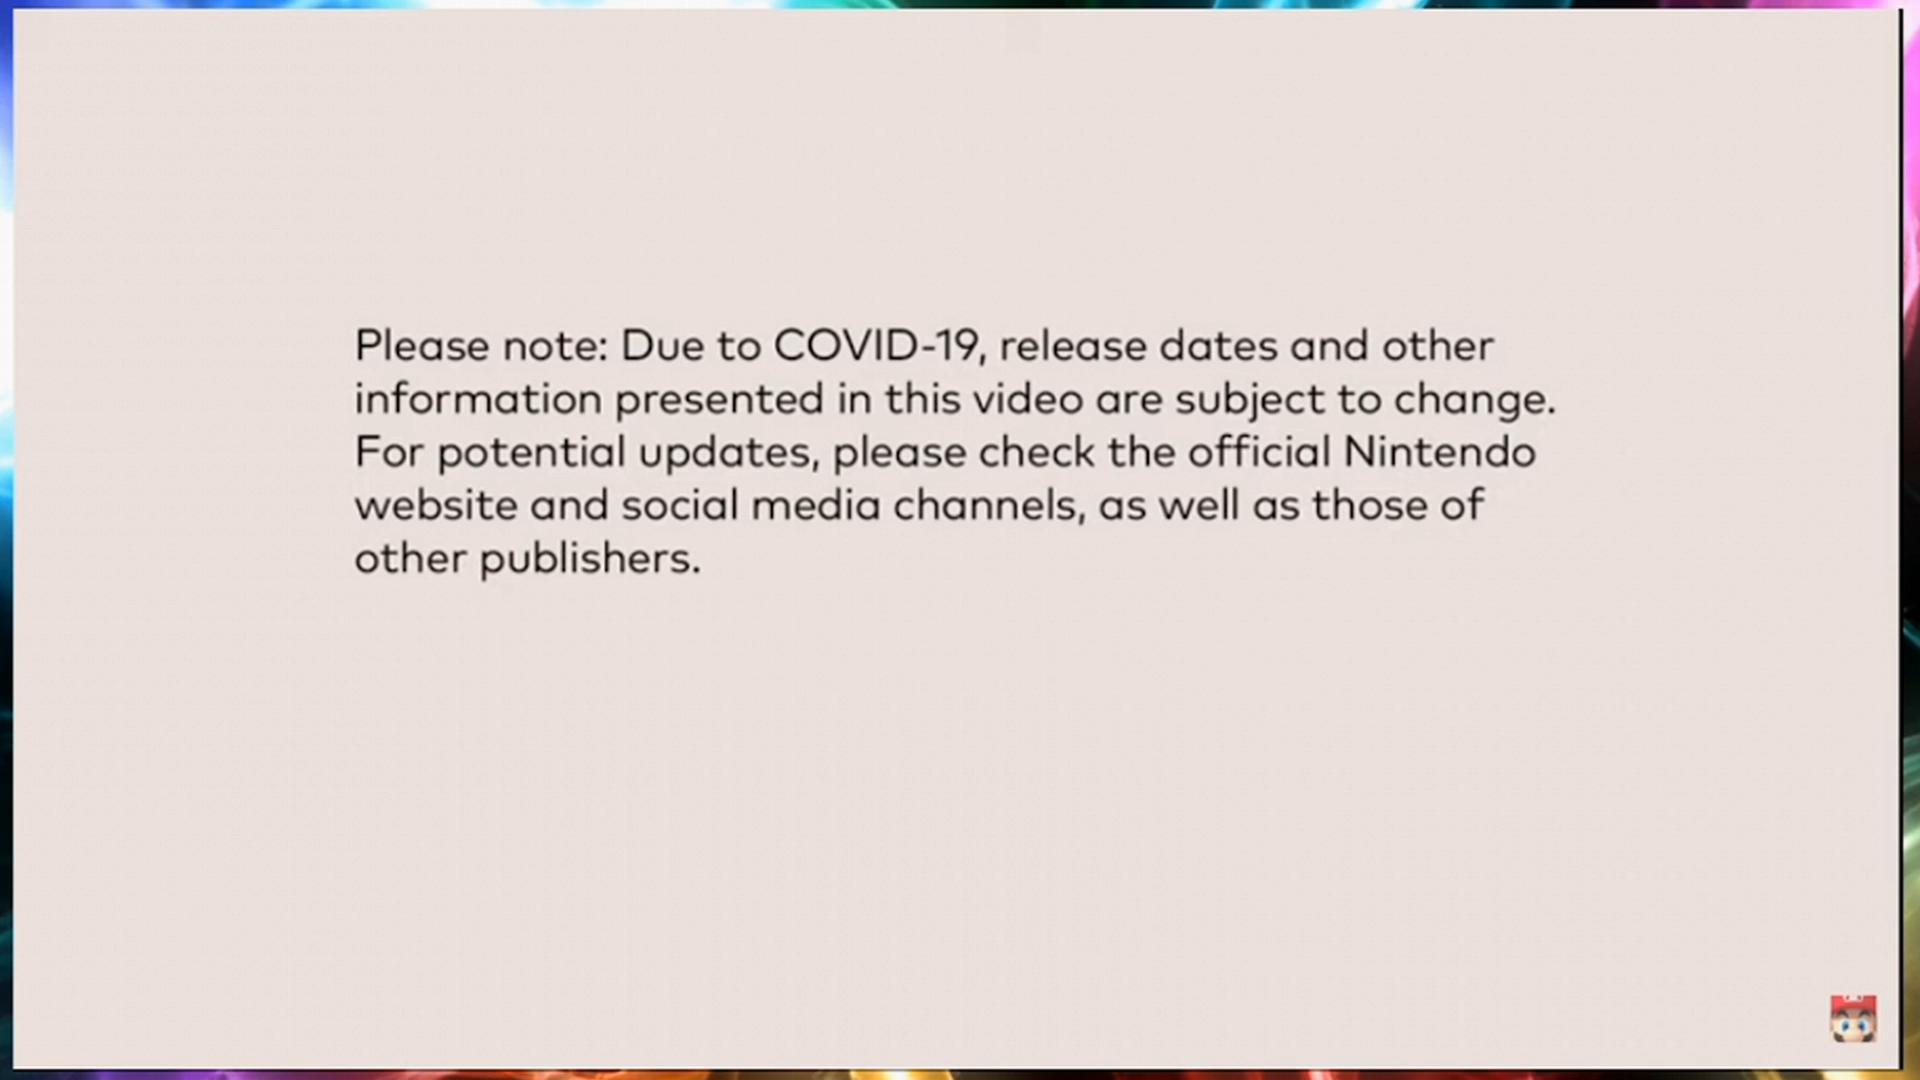 Please note: Due to COVID-19, release dates and other
information presented in this video are subject to change.
For potential updates, please check the official Nintendo
website and social media channels, as well as those of
other publishers.